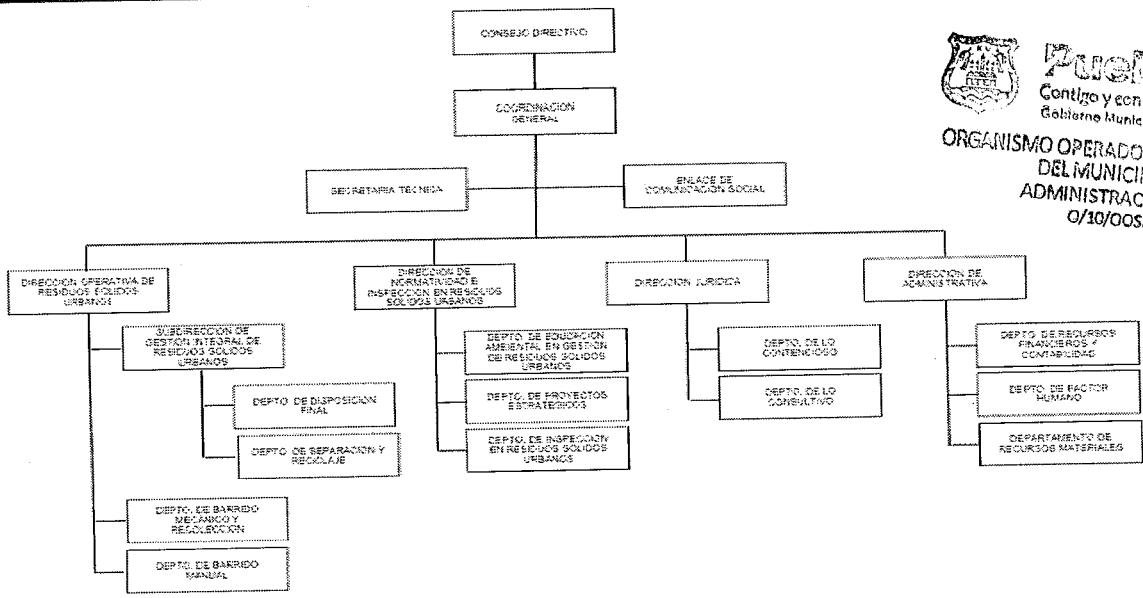 CONSEJO DIRECTIVO
COORDINACION
GENERAL
SECRETARIA TECNICA
ENLACE DE
COMUNICACION SOCIAL
Contigo y con
Gobierno Munic
ORGANISMO OPERADO
DEL MUNICI
ADMINISTRAC
O/10/OOS
DIRECCION OPERATIVA DE
RESIDUOS SOLIDOS
URBANOS
SUBDIRECCION DE
GESTION INTEGRAL DE
RESIDUOS SOLIDOS
URBANOS
DEPTO. DE DISPOSICION
FINAL
DEPTO. DE SEPARACION Y
RECICLAJE
DEPTO. DE BARRIDO
MECANICO Y
RECOLECCION
DEPTO. DE BARRIDO
MANUAL
DIRECCION DE
NORMATIVIDAD E
INSPECCION EN RESIDUOS
SOLIDOS URBANOS
DEPTO. DE EDUCACION
AMBIENTAL EN GESTION
DE RESIDUOS SOLIDOS
URBANOS
DEPTO. DE PROYECTOS
ESTRATEGICOS
DEPTO. DE INSPECCION
EN RESIDUOS SOLIDOS
URBANOS
DIRECCION JURIDICA
DEPTO. DE LO
CONTENCIOSO
DEPTO. DE LO
CONSULTIVO
DIRECCION DE
ADMINISTRATIVA
DEPTO. DE RECURSOS
FINANCIEROS Y
CONTABILIDAD
DEPTO. DE FACTOR
HUMANO
DEPARTAMENTO DE
RECURSOS MATERIALES